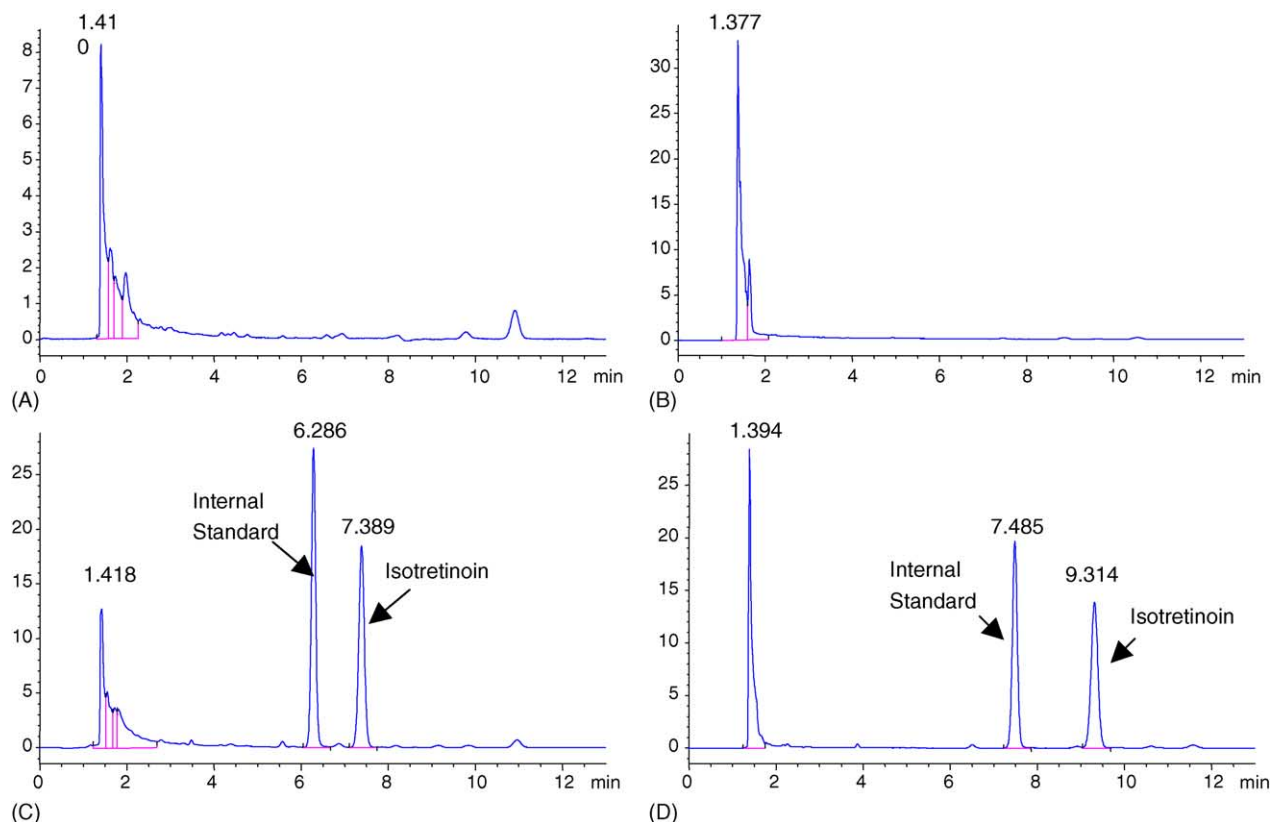 1.41
0
8
7
6
5
4
3
2
1
0
0 2 4 6 8 10 12 min
(A)
1.377
30
25
20
15
10
5
0
0 2 4 6 8 10 12 min
(B)
6.286
25
20
15
10
5
0
Internal
Standard
7.389
Isotretinoin
1.418
0 2 4 6 8 10 12 min
(C)
1.394
25
20
15
10
5
0
7.485
Internal
Standard
9.314
Isotretinoin
0 2 4 6 8 10 12 min
(D)